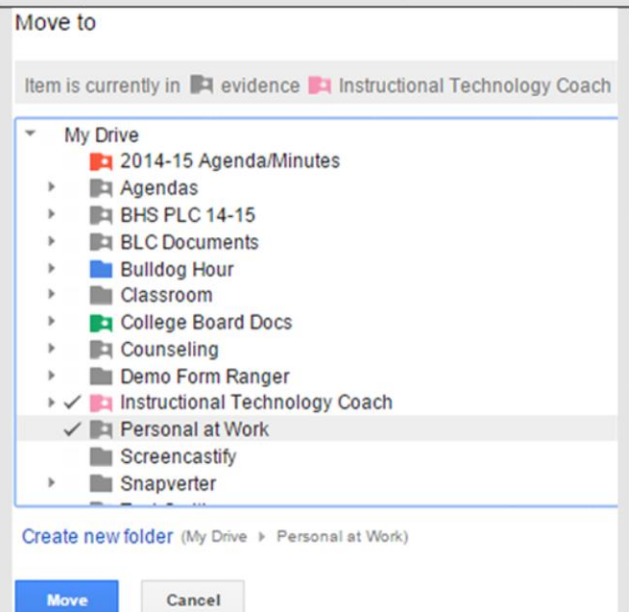 Move to
Item is currently in evidence Instructional Technology Coach
My Drive
2014-15 Agenda/Minutes
Agendas
BHS PLC 14-15
BLC Documents
Bulldog Hour
Classroom
College Board Docs
Counseling
Demo Form Ranger
Instructional Technology Coach
Personal at Work
Screencastify
Snapverter
Create new folder (My Drive Personal at Work)
Move Cancel